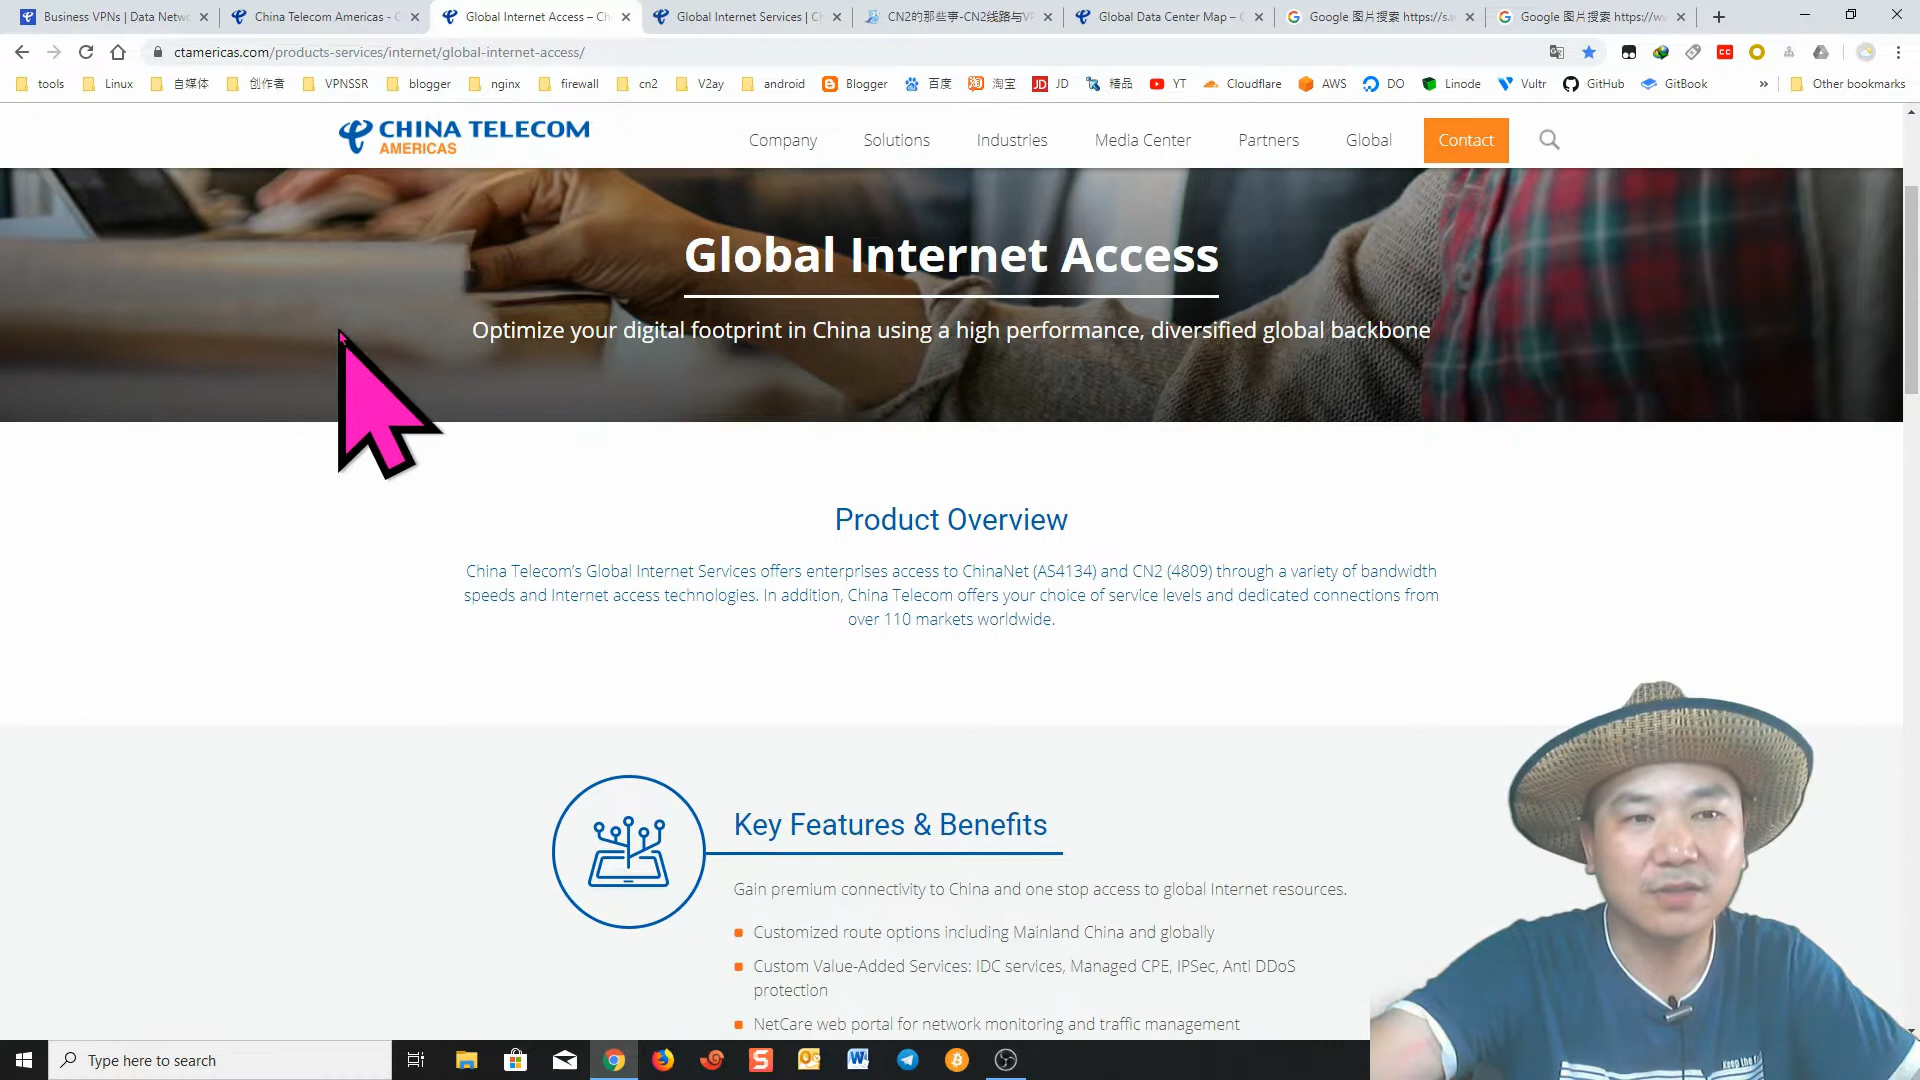 Business VPNs | Data Netw
China Telecom Americas - C
Global Internet Access – Ch
Global Internet Services | Ch
CN2的那些事-CN2线路与VP
Global Data Center Map – C
Google 图片搜索 https://s.w
Google 图片搜索 https://ww
ctamericas.com/products-services/internet/global-internet-access/
tools
Linux
自媒体
创作者
VPNSSR
blogger
nginx
firewall
cn2
V2ay
android
Blogger
百度
淘宝
JD
JD
精品
YT
Cloudflare
AWS
DO
Linode
Vultr
GitHub
GitBook
»
Other bookmarks
CHINA TELECOM
AMERICAS
Company
Solutions
Industries
Media Center
Partners
Global
Contact
Global Internet Access
Optimize your digital footprint in China using a high performance, diversified global backbone
Product Overview
China Telecom’s Global Internet Services offers enterprises access to ChinaNet (AS4134) and CN2 (4809) through a variety of bandwidth
speeds and Internet access technologies. In addition, China Telecom offers your choice of service levels and dedicated connections from
over 110 markets worldwide.
Key Features & Benefits
Gain premium connectivity to China and one stop access to global Internet resources.
Customized route options including Mainland China and globally
Custom Value-Added Services: IDC services, Managed CPE, IPSec, Anti DDoS
protection
NetCare web portal for network monitoring and traffic management
Type here to search